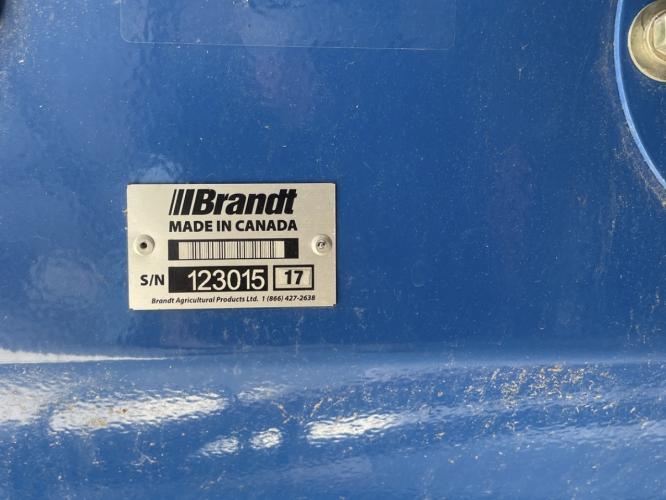 Brandt
MADE IN CANADA
S/N 123015 17
Brandt Agricultural Products Ltd. 1 (866) 427-2638